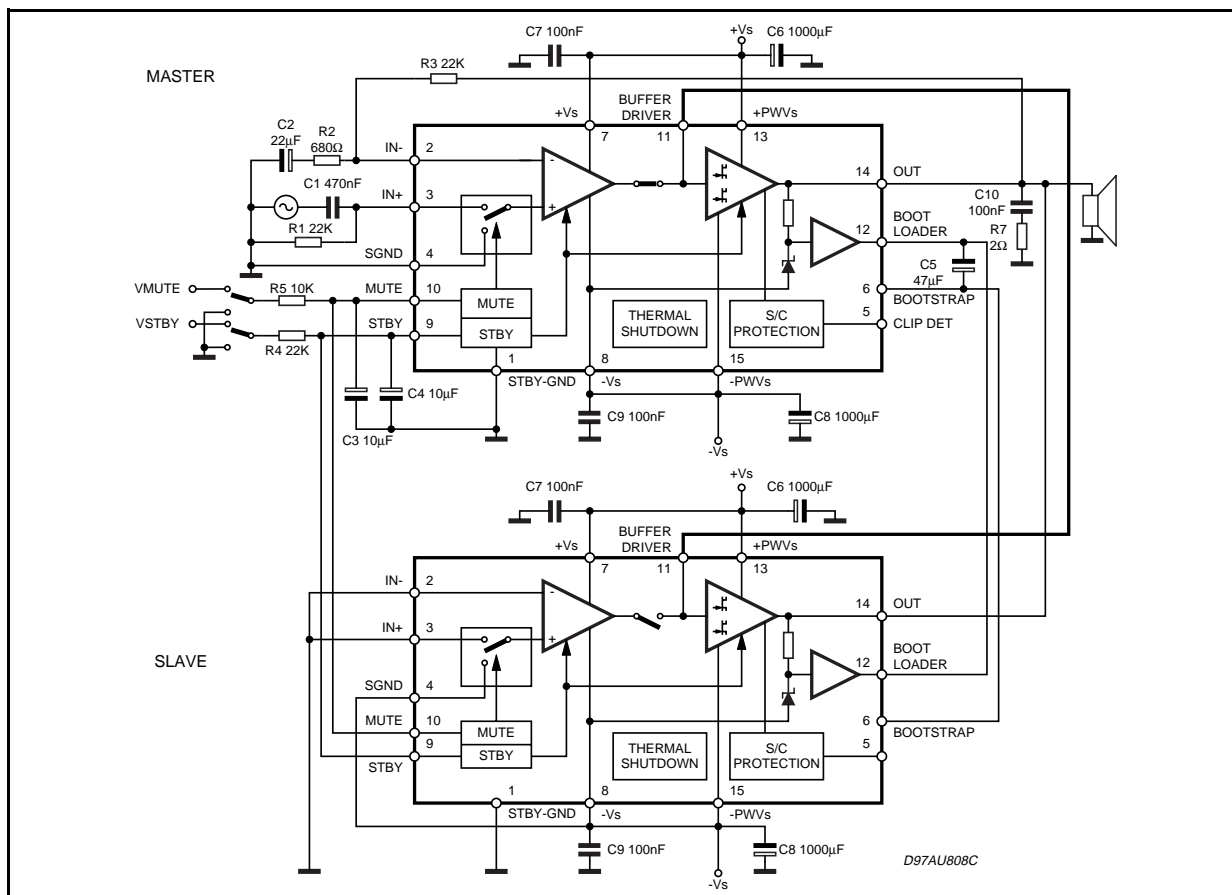 MASTER
C7 100nF
+Vs
C6 1000μF
R3 22K
BUFFER
DRIVER
+Vs
+PWVs
7
11
13
C2
22μF
R2
680Ω
IN-
2
-
C1 470nF
IN+
3
+
R1 22K
SGND
4
14
OUT
C10
100nF
R7
2Ω
BOOT
LOADER
12
C5
47μF
6
BOOTSTRAP
5
CLIP DET
VMUTE
R5 10K
MUTE
10
MUTE
VSTBY
R4 22K
STBY
9
STBY
THERMAL
SHUTDOWN
S/C
PROTECTION
1
STBY-GND
8
-Vs
15
-PWVs
C4 10μF
C3 10μF
C9 100nF
C8 1000μF
-Vs
SLAVE
C7 100nF
+Vs
C6 1000μF
BUFFER
DRIVER
+Vs
+PWVs
7
11
13
IN-
2
-
IN+
3
+
SGND
4
14
OUT
BOOT
LOADER
12
6
BOOTSTRAP
5
MUTE
10
MUTE
9
STBY
STBY
THERMAL
SHUTDOWN
S/C
PROTECTION
1
STBY-GND
8
-Vs
15
-PWVs
C9 100nF
C8 1000μF
-Vs
D97AU808C